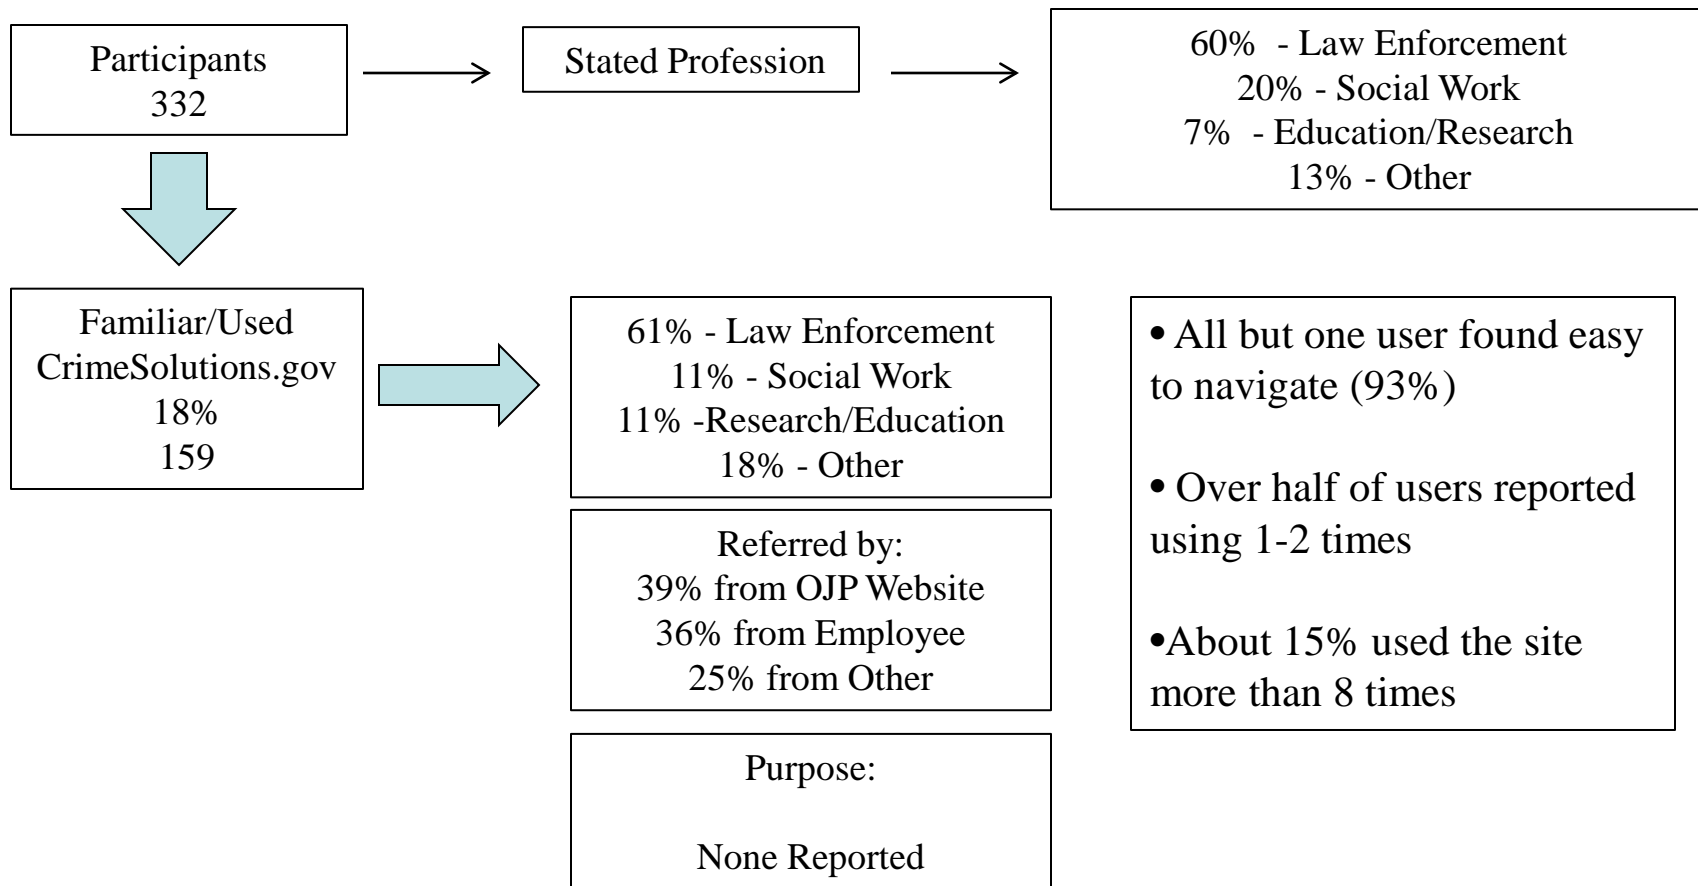 Participants
332
Stated Profession
60% - Law Enforcement
20% - Social Work
7% - Education/Research
13% - Other
Familiar/Used
CrimeSolutions.gov
18%
159
61% - Law Enforcement
11% - Social Work
11% -Research/Education
18% - Other
Referred by:
39% from OJP Website
36% from Employee
25% from Other
Purpose:
None Reported
• All but one user found easy
to navigate (93%)
• Over half of users reported
using 1-2 times
•About 15% used the site
more than 8 times